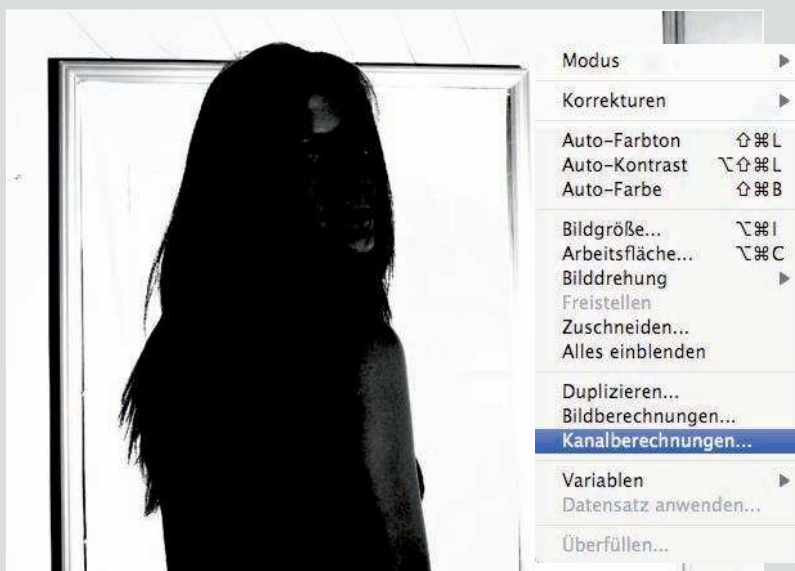 Modus
Korrekturen
Auto-Farbton ⇧⌘L
Auto-Kontrast ⌥⇧⌘L
Auto-Farbe ⇧⌘B
Bildgröße... ⌥⌘I
Arbeitsfläche... ⌥⌘C
Bilddrehung
Freistellen
Zuschneiden...
Alles einblenden
Duplizieren...
Bildberechnungen...
Kanalberechnungen...
Variablen
Datensatz anwenden...
Überfüllen...